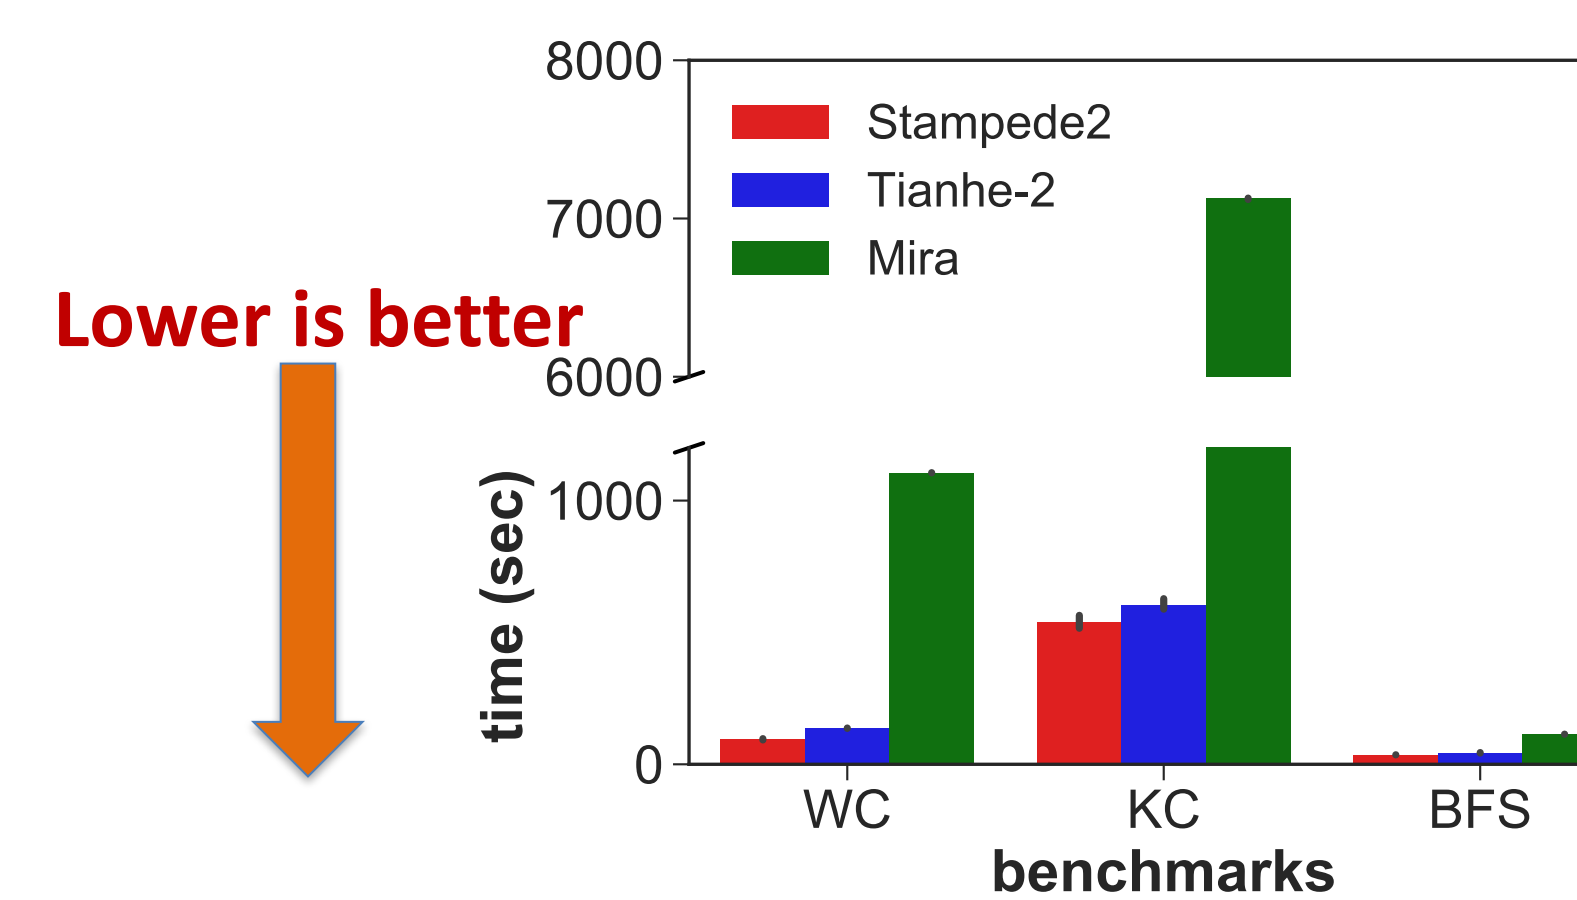 8000
Stampede2
Tianhe-2
7000
Mira
Lower is better
6000
time (sec)
1000
0
WC KC BFS
benchmarks